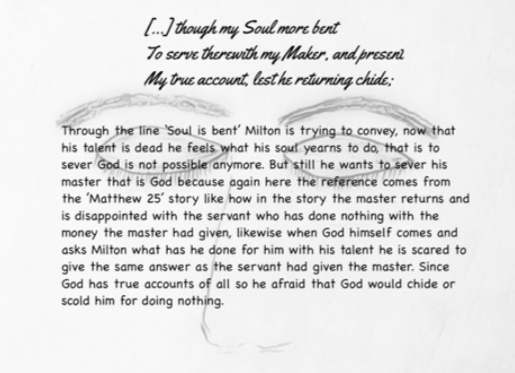 [...] though my Soul more bent
To serve therewith my Maker, and present
My true account, lest he returning chide;
Through the line 'Soul is bent' Milton is trying to convey, now that
his talent is dead he feels what his soul yearns to do, that is to
sever God is not possible anymore. But still he wants to sever his
master that is God because again here the reference comes from
the 'Matthew 25' story like how in the story the master returns and
is disappointed with the servant who has done nothing with the
money the master had given, likewise when God himself comes and
asks Milton what has he done for him with his talent he is scared to
give the same answer as the servant had given the master. Since
God has true accounts of all so he afraid that God would chide or
scold him for doing nothing.